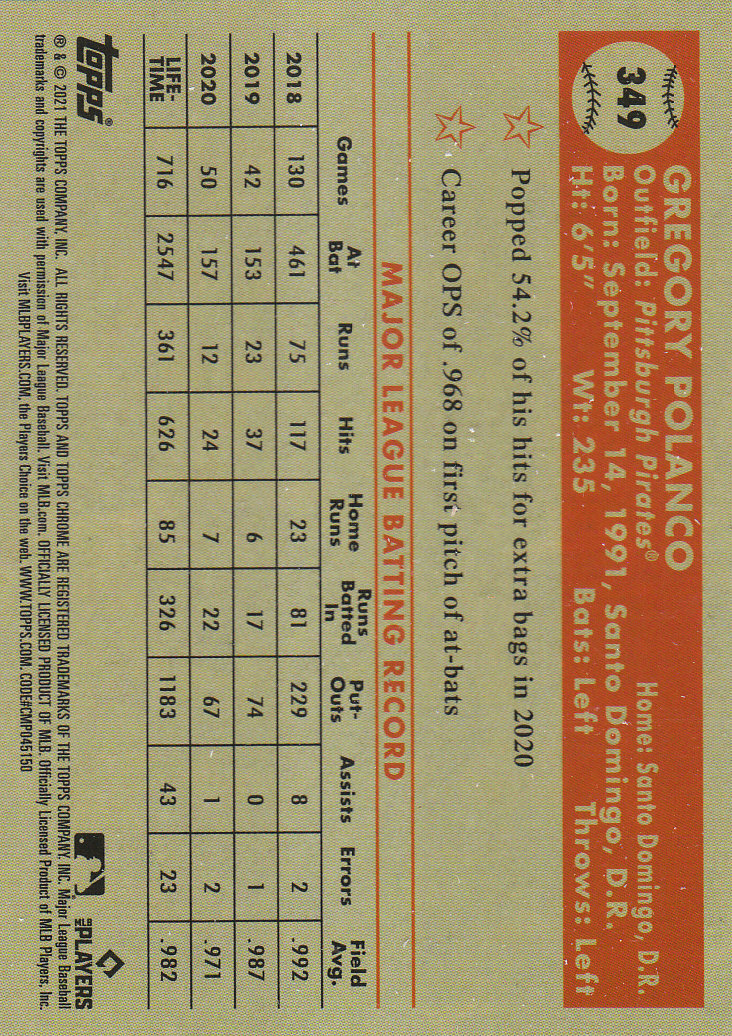 349
GREGORY POLANCO
Outfield: Pittsburgh Pirates® Home: Santo Domingo, D.R.
Born: September 14, 1991, Santo Domingo, D.R.
Ht: 6'5" Wt: 235 Bats: Left Throws: Left
Popped 54.2% of his hits for extra bags in 2020
Career OPS of .968 on first pitch of at-bats
MAJOR LEAGUE BATTING RECORD
Games At Bat Runs Hits Home Runs Runs Batted In Put-Outs Assists Errors Field Avg.
2018 130 461 75 117 23 81 229 8 2 .992
2019 42 153 23 37 6 17 74 0 1 .987
2020 50 157 12 24 7 22 67 1 2 .971
LIFE-TIME 716 2547 361 626 85 326 1183 43 23 .982
topps®
MLB PLAYERS
® & © 2021 THE TOPPS COMPANY, INC. ALL RIGHTS RESERVED. TOPPS AND TOPPS CHROME ARE REGISTERED TRADEMARKS OF THE TOPPS COMPANY, INC. Major League Baseball
trademarks and copyrights are used with permission of Major League Baseball. Visit MLB.com. OFFICIALLY LICENSED PRODUCT OF MLB. Officially Licensed Product of MLB Players, Inc.
Visit MLBPLAYERS.COM, the Players Choice on the web. WWW.TOPPS.COM. CODE#CMP045150